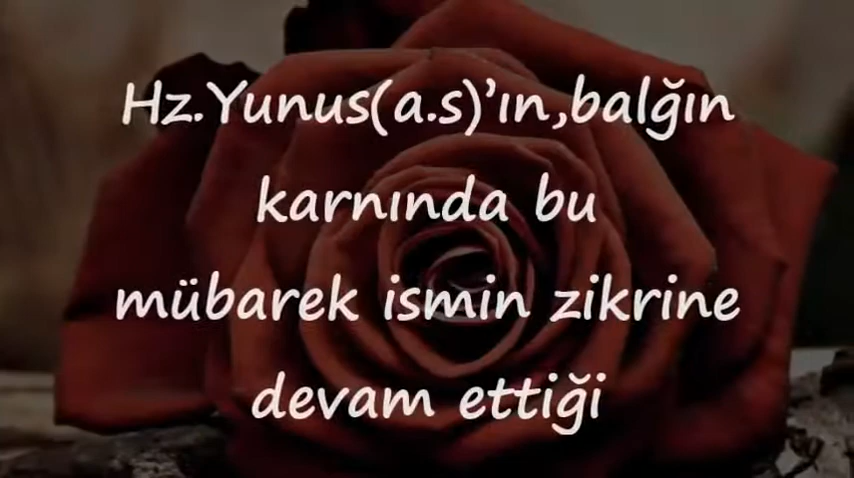 Hz.Yunus(a.s)’ın,balğın
karnında bu
mübarek ismin zikrine
devam ettiği